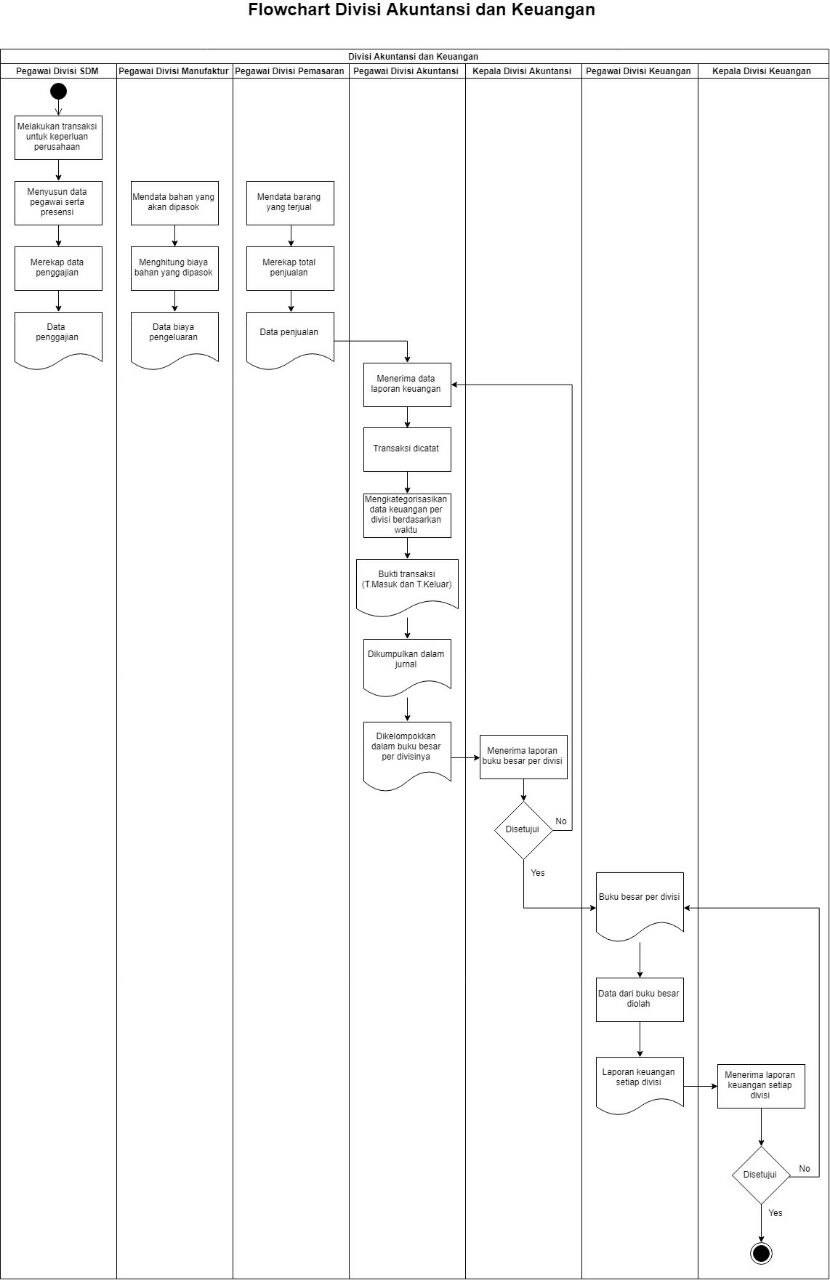 Flowchart Divisi Akuntansi dan Keuangan
Divisi Akuntansi dan Keuangan
Pegawai Divisi SDM
Pegawai Divisi Manufaktur
Pegawai Divisi Pemasaran
Pegawai Divisi Akuntansi
Kepala Divisi Akuntansi
Pegawai Divisi Keuangan
Kepala Divisi Keuangan
Melakukan transaksi
untuk keperluan
perusahaan
Menyusun data
pegawai serta
presensi
Merekap data
penggajian
Data
penggajian
Mendata bahan yang
akan dipasok
Menghitung biaya
bahan yang dipasok
Data biaya
pengeluaran
Mendata barang
yang terjual
Merekap total
penjualan
Data penjualan
Menerima data
laporan keuangan
Transaksi dicatat
Mengkategorisasikan
data keuangan per
divisi berdasarkan
waktu
Bukti transaksi
(T.Masuk dan T.Keluar)
Dikumpulkan dalam
jurnal
Dikelompokkan
dalam buku besar
per divisinya
Menerima laporan
buku besar per divisi
Disetujui
No
Yes
Buku besar per divisi
Data dari buku besar
diolah
Laporan keuangan
setiap divisi
Menerima laporan
keuangan setiap
divisi
Disetujui
No
Yes